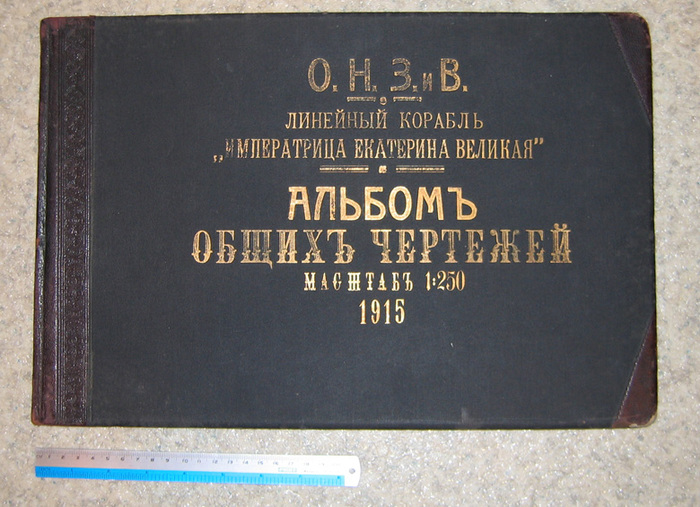 О. Н. З. и В.
ЛИНЕЙНЫЙ КОРАБЛЬ
„ИМПЕРАТРИЦА ЕКАТЕРИНА ВЕЛИКАЯ"
АЛЬБОМЪ
ОБЩИХЪ ЧЕРТЕЖЕЙ
МАСШТАБЪ 1:250
1915